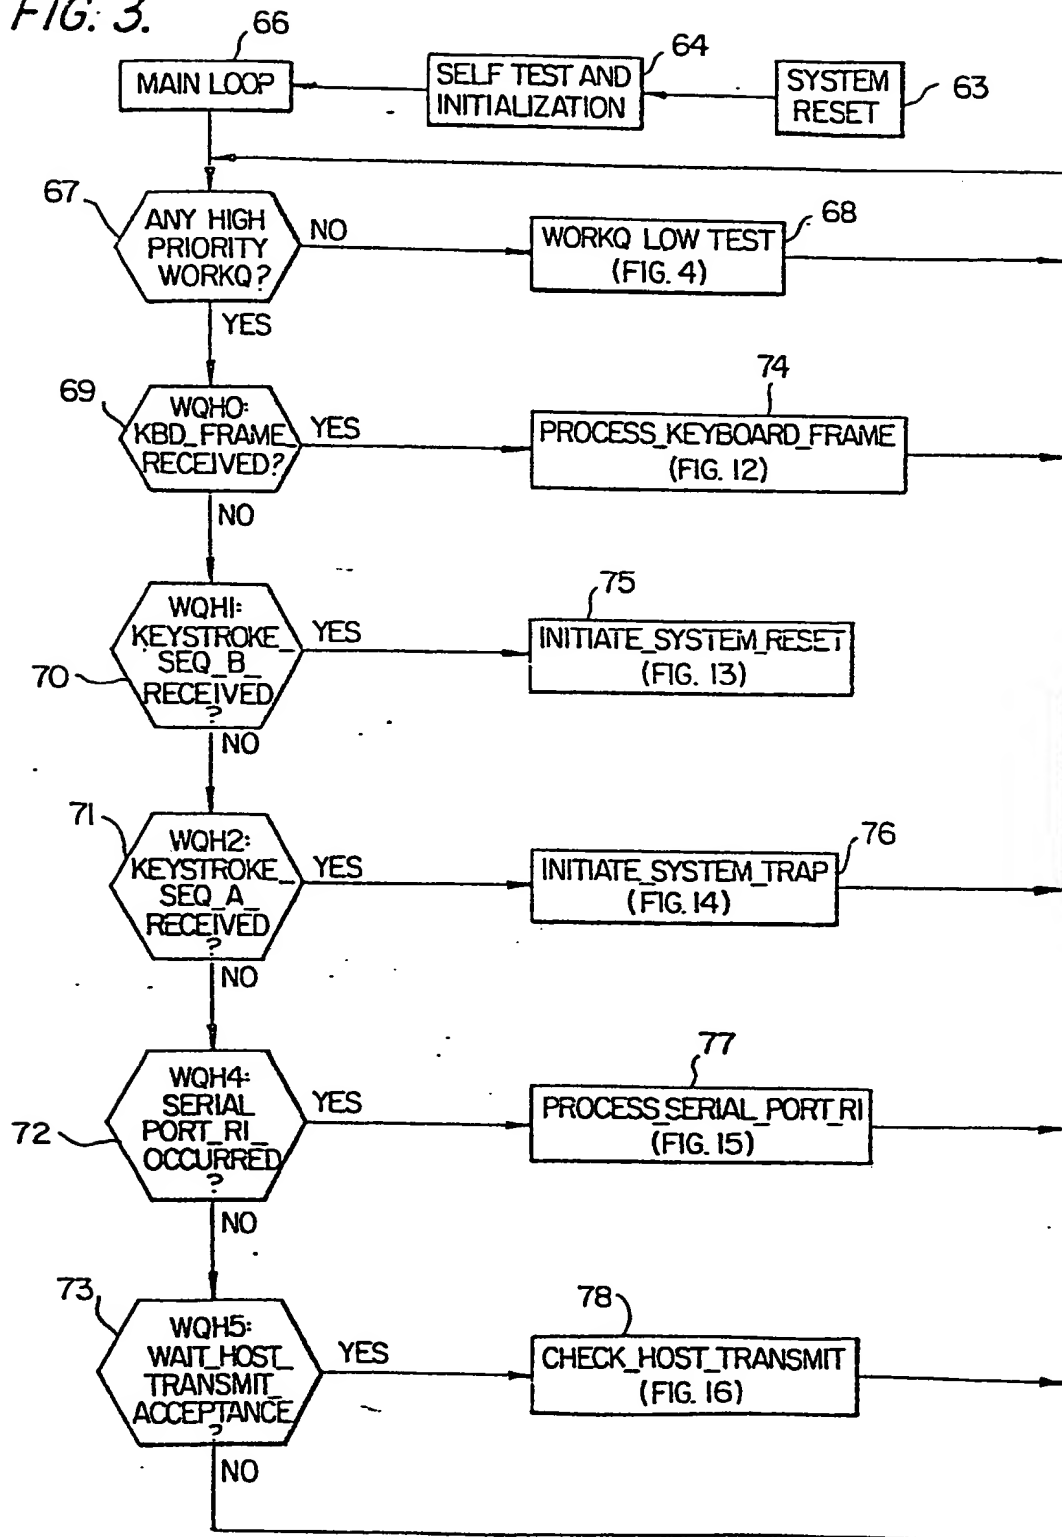 FIG. 3.
66
MAIN LOOP
64
SELF TEST AND
INITIALIZATION
SYSTEM
RESET
63
67
ANY HIGH
PRIORITY
WORKQ?
NO
YES
WORKQ LOW TEST
(FIG. 4)
68
69
WQH0:
KBD_FRAME_
RECEIVED?
YES
NO
74
PROCESS_KEYBOARD_FRAME
(FIG. 12)
70
WQH1:
KEYSTROKE_
SEQ_B_
RECEIVED
?
YES
NO
75
INITIATE_SYSTEM_RESET
(FIG. 13)
71
WQH2:
KEYSTROKE_
SEQ_A_
RECEIVED
?
YES
NO
76
INITIATE_SYSTEM_TRAP
(FIG. 14)
72
WQH4:
SERIAL
PORT_RI_
OCCURRED
?
YES
NO
77
PROCESS_SERIAL_PORT_RI
(FIG. 15)
73
WQH5:
WAIT_HOST_
TRANSMIT_
ACCEPTANCE
?
YES
NO
78
CHECK_HOST_TRANSMIT
(FIG. 16)